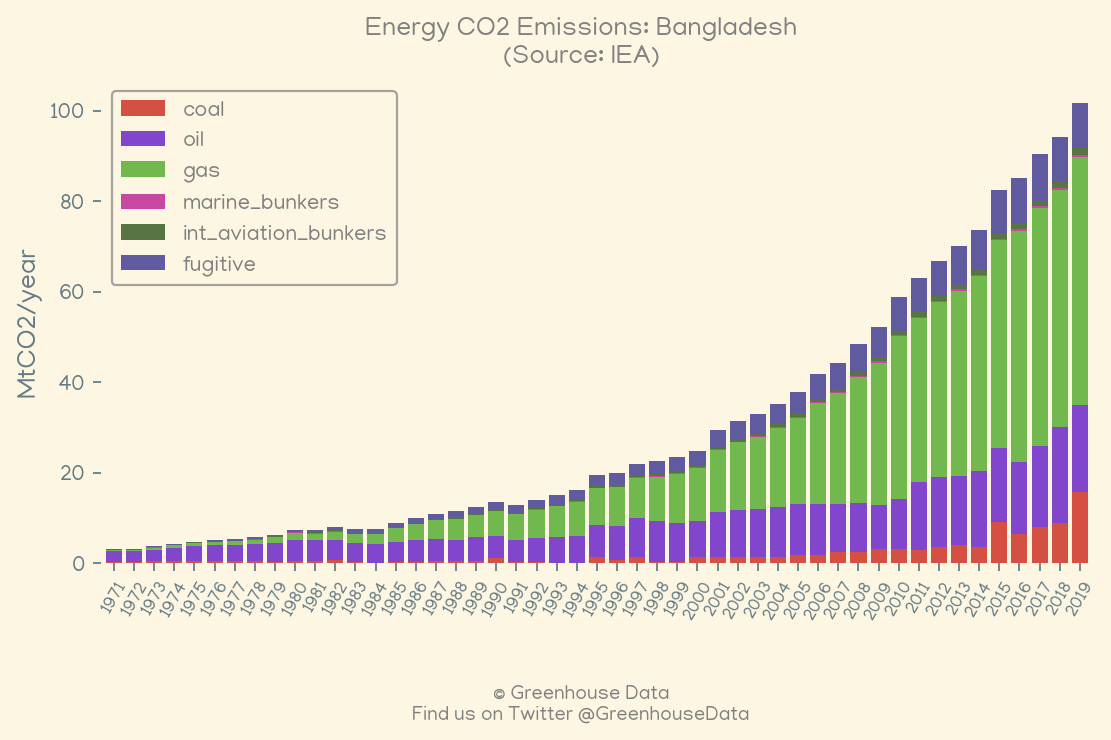 Energy CO2 Emissions: Bangladesh
(Source: IEA)
MtCO2/year
100
80
60
40
20
0
coal
oil
gas
marine_bunkers
int_aviation_bunkers
fugitive
1971 1972 1973 1974 1975 1976 1977 1978 1979 1980 1981 1982 1983 1984 1985 1986 1987 1988 1989 1990 1991 1992 1993 1994 1995 1996 1997 1998 1999 2000 2001 2002 2003 2004 2005 2006 2007 2008 2009 2010 2011 2012 2013 2014 2015 2016 2017 2018 2019
© Greenhouse Data
Find us on Twitter @GreenhouseData